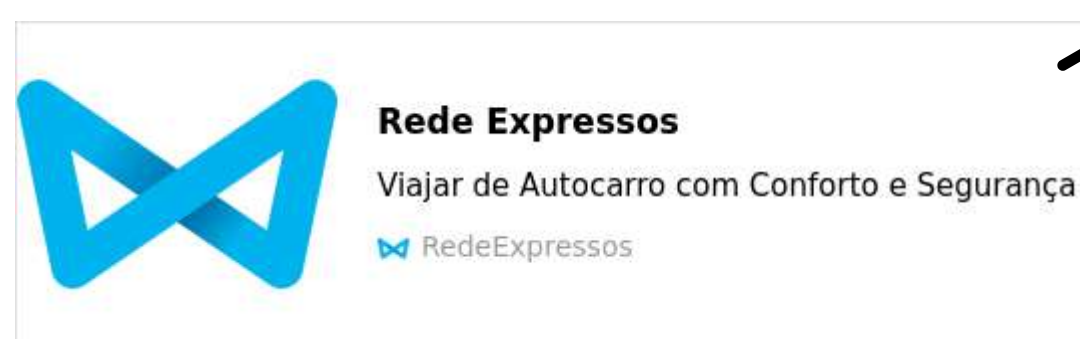 Rede Expressos
Viajar de Autocarro com Conforto e Segurança
RedeExpressos